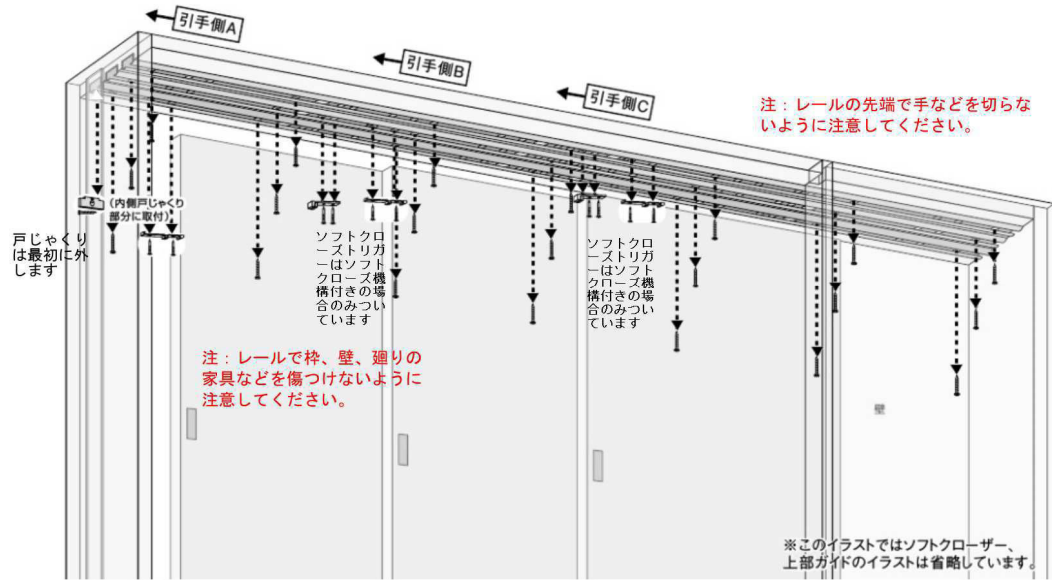 引手側A
引手側B
引手側C
注：レールの先端で手などを切らな
いように注意してください。
（内側戸じゃくり
部分に取付）
戸じゃくり
は最初に外
します
ソフトクロ
ーズトリガ
ーはソフト
クローズ機
構付きの場
合のみつい
ています
ソフトクロ
ーズトリガ
ーはソフト
クローズ機
構付きの場
合のみつい
ています
注：レールで枠、壁、廻りの
家具などを傷つけないように
注意してください。
壁
※このイラストではソフトクローザー、
上部ガイドのイラストは省略しています。